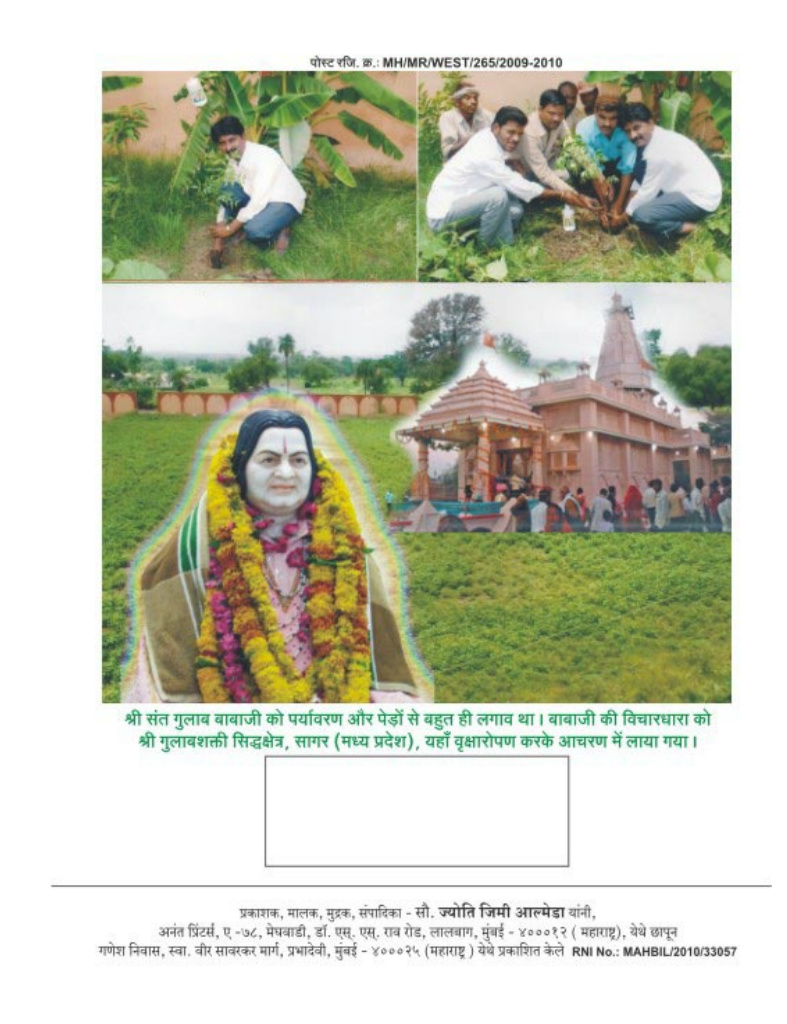 पोस्ट रजि. क्र.: MH/MR/WEST/265/2009-2010
श्री संत गुलाब बाबाजी को पर्यावरण और पेड़ों से बहुत ही लगाव था । बाबाजी की विचारधारा को
श्री गुलाबशक्ती सिद्धक्षेत्र, सागर (मध्य प्रदेश), यहाँ वृक्षारोपण करके आचरण में लाया गया ।
प्रकाशक, मालक, मुद्रक, संपादिका - सौ. ज्योति जिमी आल्मेडा यांनी,
अनंत प्रिंटर्स, ए -७८, मेघवाडी, डॉ. एस्. एस्. राव रोड, लालबाग, मुंबई - ४०००१२ ( महाराष्ट्र), येथे छापून
गणेश निवास, स्वा. वीर सावरकर मार्ग, प्रभादेवी, मुंबई - ४०००२५ (महाराष्ट्र ) येथे प्रकाशित केले RNI No.: MAHBIL/2010/33057